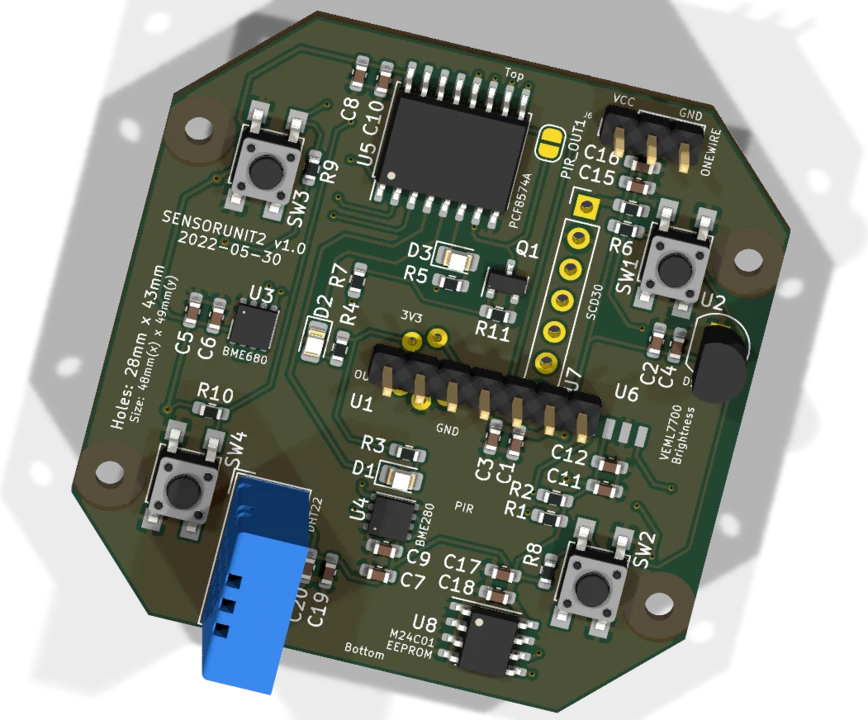 Top
VCC
GND
J6
ONEWIRE
C8
C10
U5
PCF8574A
PIR_OUT1
C16
C15
R9
SW3
SENSORUNIT2 v1.0
2022-05-30
R6
SW1
D3
R5
Q1
R11
SCD30
R7
D2
R4
3V3
U3
C5
C6
BME680
Holes: 28mm x 43mm
Size: 48mm(x) x 49mm(y)
U2
C2
C4
U7
U1
GND
U6
VEML7700
Brightness
R10
SW4
R3
D1
C3
C1
C12
C11
R2
R1
U4
BME280
PIR
DHT22
C9
C7
C17
C18
R8
SW2
C20
C19
U8
M24C01
EEPROM
Bottom